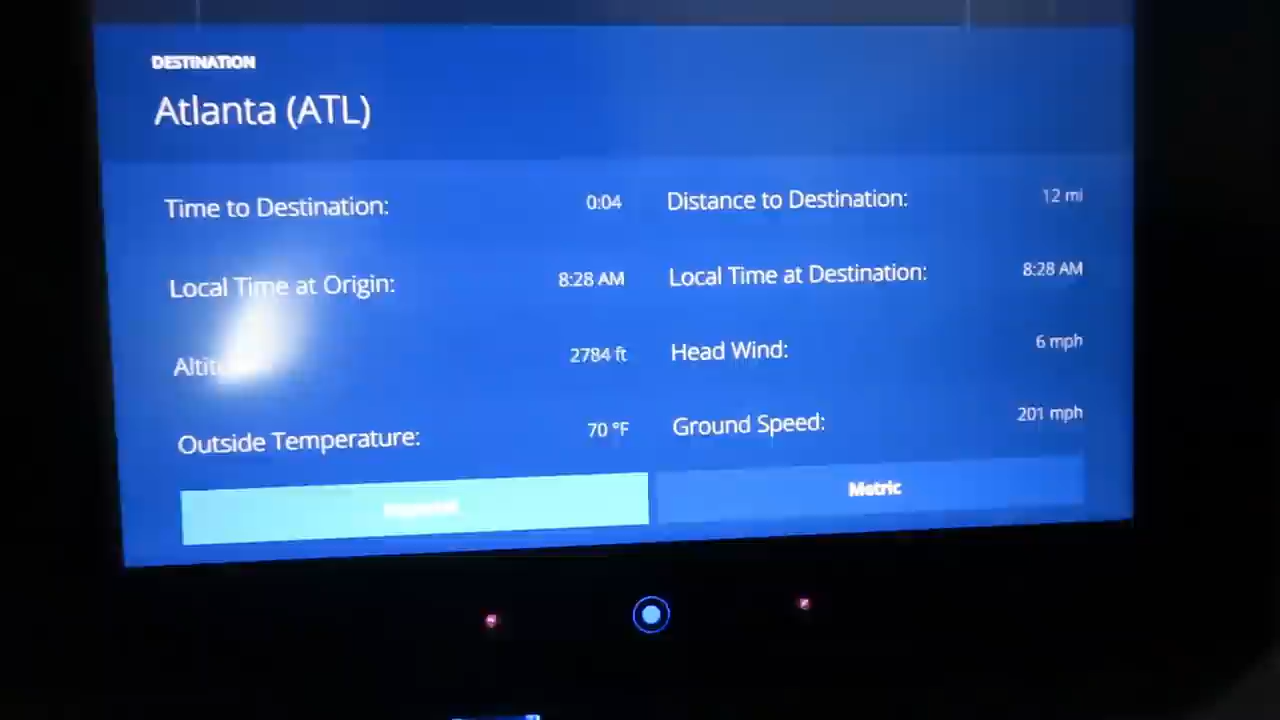 DESTINATION
Atlanta (ATL)
Time to Destination: 0:04 Distance to Destination: 12 mi
Local Time at Origin: 8:28 AM Local Time at Destination: 8:28 AM
2784 ft Head Wind: 6 mph
Outside Temperature: 70 °F Ground Speed: 201 mph
Metric